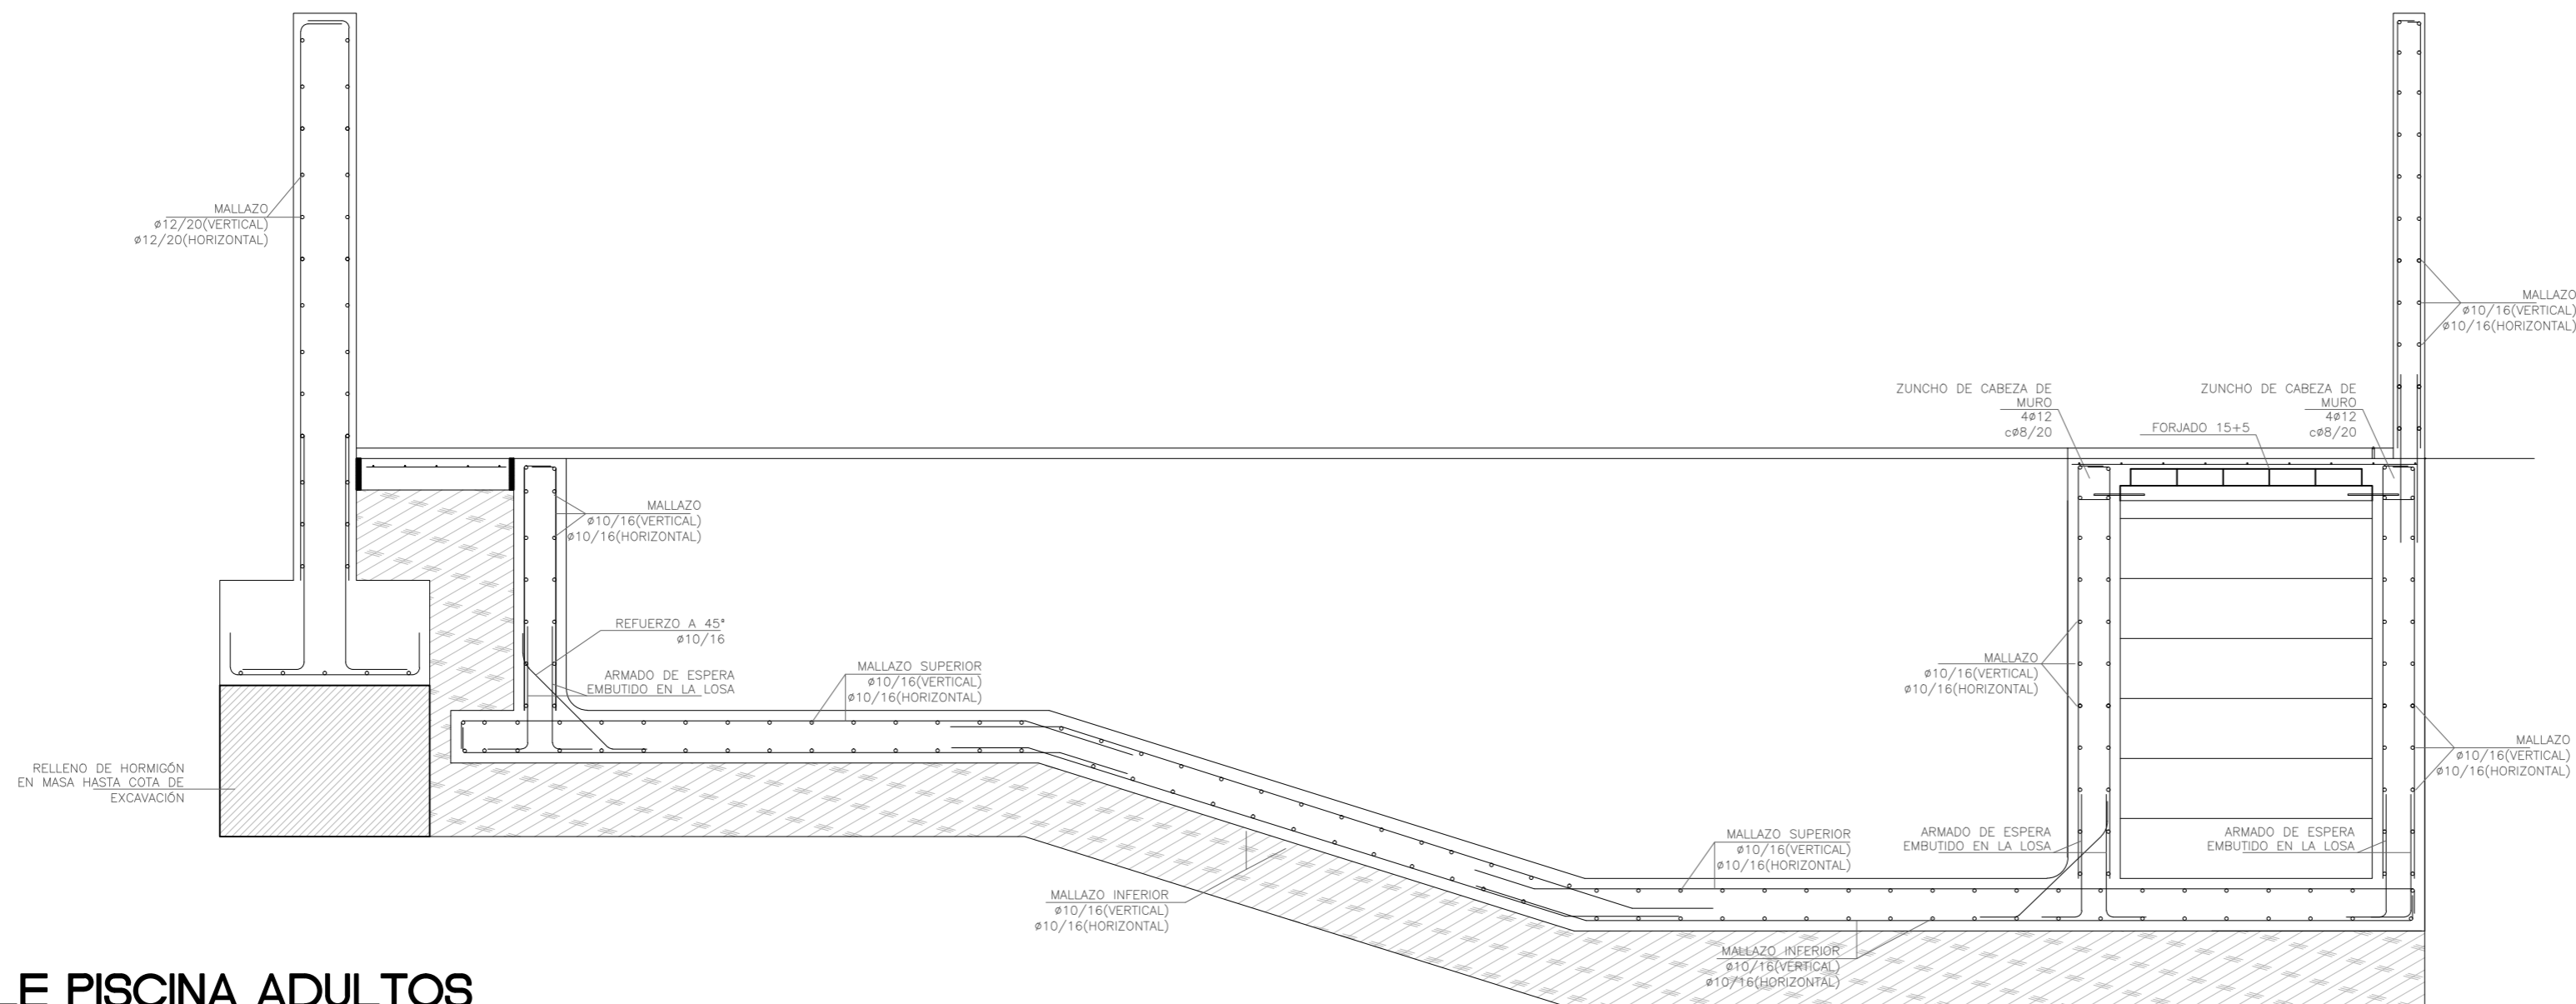 MALLAZO
ø12/20(VERTICAL)
ø12/20(HORIZONTAL)
MALLAZO
ø10/16(VERTICAL)
ø10/16(HORIZONTAL)
ZUNCHO DE CABEZA DE
MURO
4ø12
cø8/20
ZUNCHO DE CABEZA DE
MURO
4ø12
cø8/20
FORJADO 15+5
MALLAZO
ø10/16(VERTICAL)
ø10/16(HORIZONTAL)
REFUERZO A 45°
ø10/16
ARMADO DE ESPERA
EMBUTIDO EN LA LOSA
MALLAZO SUPERIOR
ø10/16(VERTICAL)
ø10/16(HORIZONTAL)
MALLAZO
ø10/16(VERTICAL)
ø10/16(HORIZONTAL)
MALLAZO
ø10/16(VERTICAL)
ø10/16(HORIZONTAL)
RELLENO DE HORMIGÓN
EN MASA HASTA COTA DE
EXCAVACIÓN
MALLAZO SUPERIOR
ø10/16(VERTICAL)
ø10/16(HORIZONTAL)
ARMADO DE ESPERA
EMBUTIDO EN LA LOSA
ARMADO DE ESPERA
EMBUTIDO EN LA LOSA
MALLAZO INFERIOR
ø10/16(VERTICAL)
ø10/16(HORIZONTAL)
MALLAZO INFERIOR
ø10/16(VERTICAL)
ø10/16(HORIZONTAL)
LE PISCINA ADULTOS